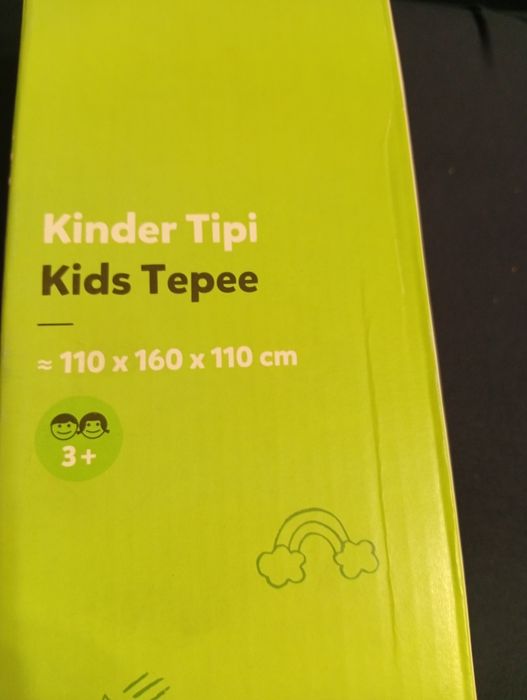 Kinder Tipi
Kids Tepee
≈ 110 x 160 x 110 cm
3+